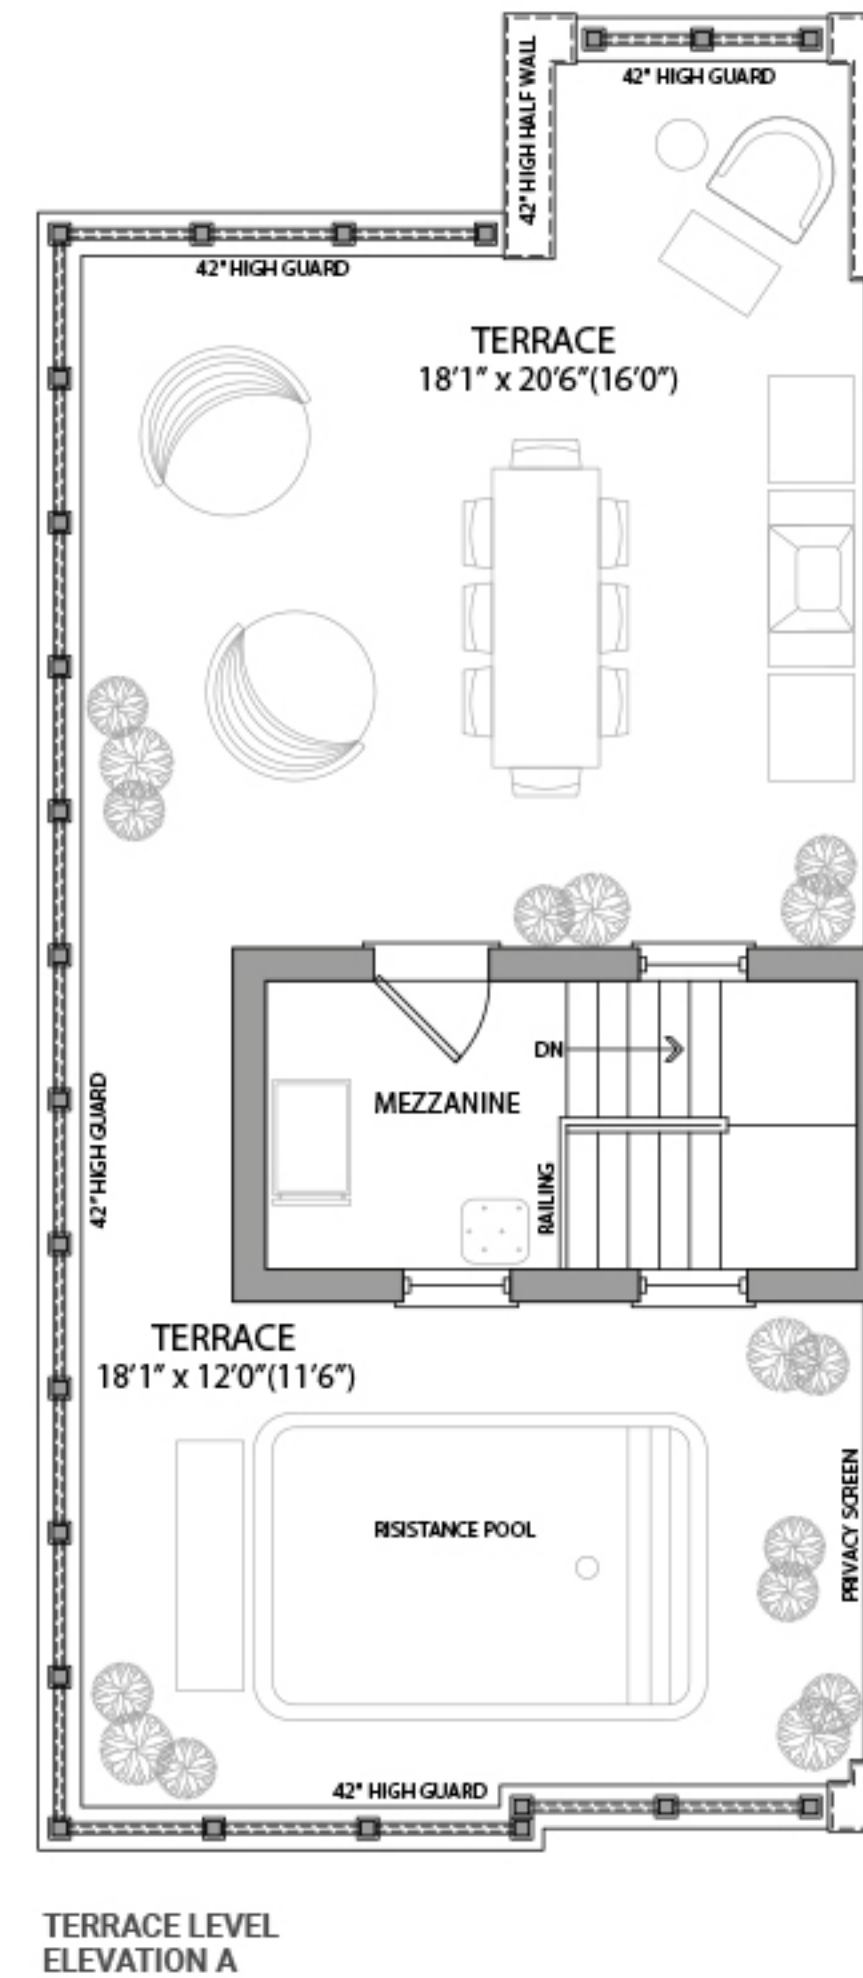 42" HIGH HALF WALL
42" HIGH GUARD
42" HIGH GUARD
TERRACE
18'1" x 20'6"(16'0")
DN
MEZZANINE
RAILING
42" HIGH GUARD
TERRACE
18'1" x 12'0"(11'6")
PRIVACY SCREEN
RISISTANCE POOL
42" HIGH GUARD
TERRACE LEVEL
ELEVATION A